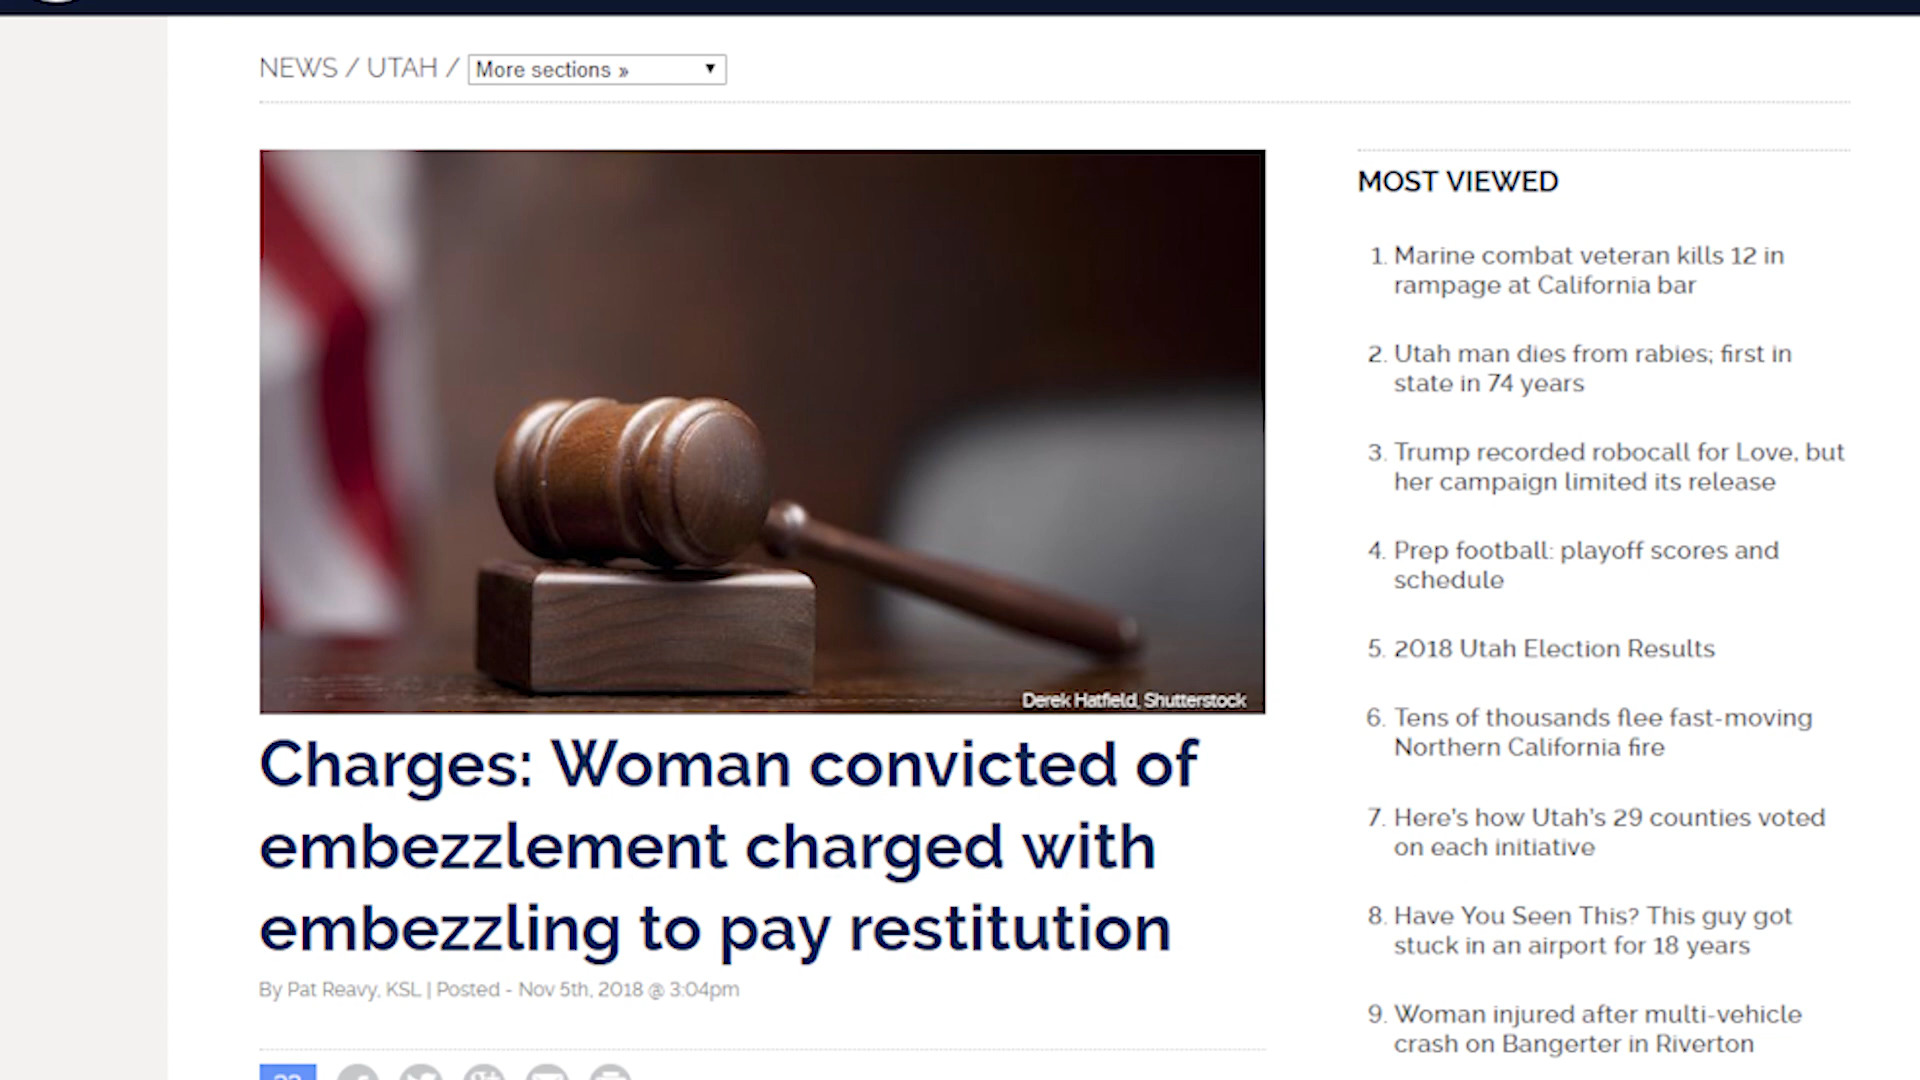 NEWS / UTAH / More sections »
Derek Hatfield, Shutterstock
Charges: Woman convicted of
embezzlement charged with
embezzling to pay restitution
By Pat Reavy, KSL | Posted - Nov 5th, 2018 @ 3:04pm
MOST VIEWED
1. Marine combat veteran kills 12 in
rampage at California bar
2. Utah man dies from rabies; first in
state in 74 years
3. Trump recorded robocall for Love, but
her campaign limited its release
4. Prep football: playoff scores and
schedule
5. 2018 Utah Election Results
6. Tens of thousands flee fast-moving
Northern California fire
7. Here's how Utah's 29 counties voted
on each initiative
8. Have You Seen This? This guy got
stuck in an airport for 18 years
9. Woman injured after multi-vehicle
crash on Bangerter in Riverton